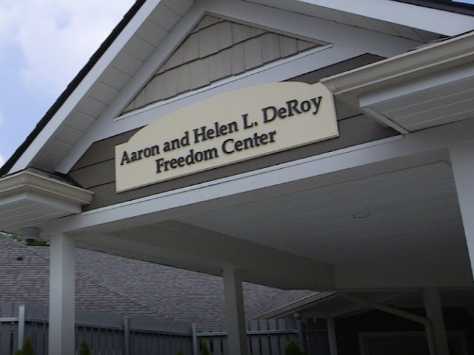 Aaron and Helen L. DeRoy
Freedom Center